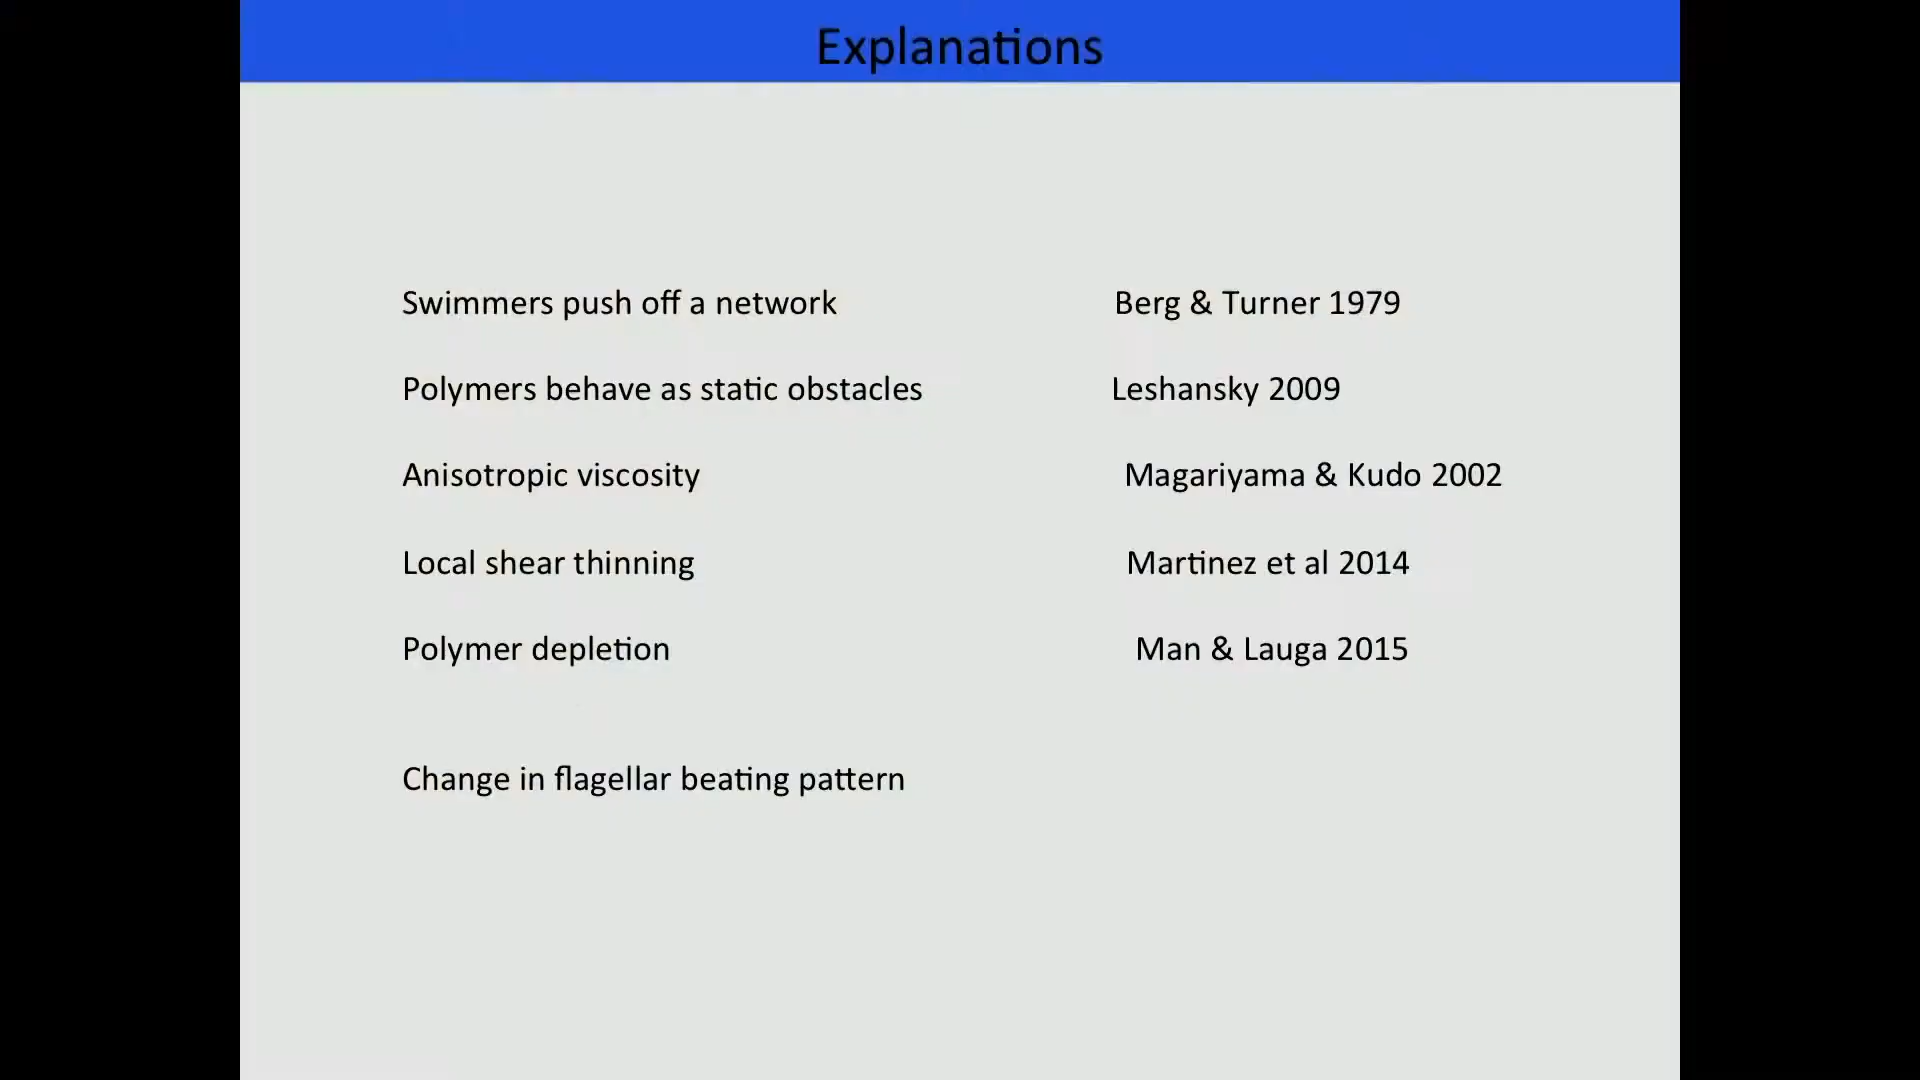 Explanations
Swimmers push off a network Berg & Turner 1979
Polymers behave as static obstacles Leshansky 2009
Anisotropic viscosity Magariyama & Kudo 2002
Local shear thinning Martinez et al 2014
Polymer depletion Man & Lauga 2015
Change in flagellar beating pattern